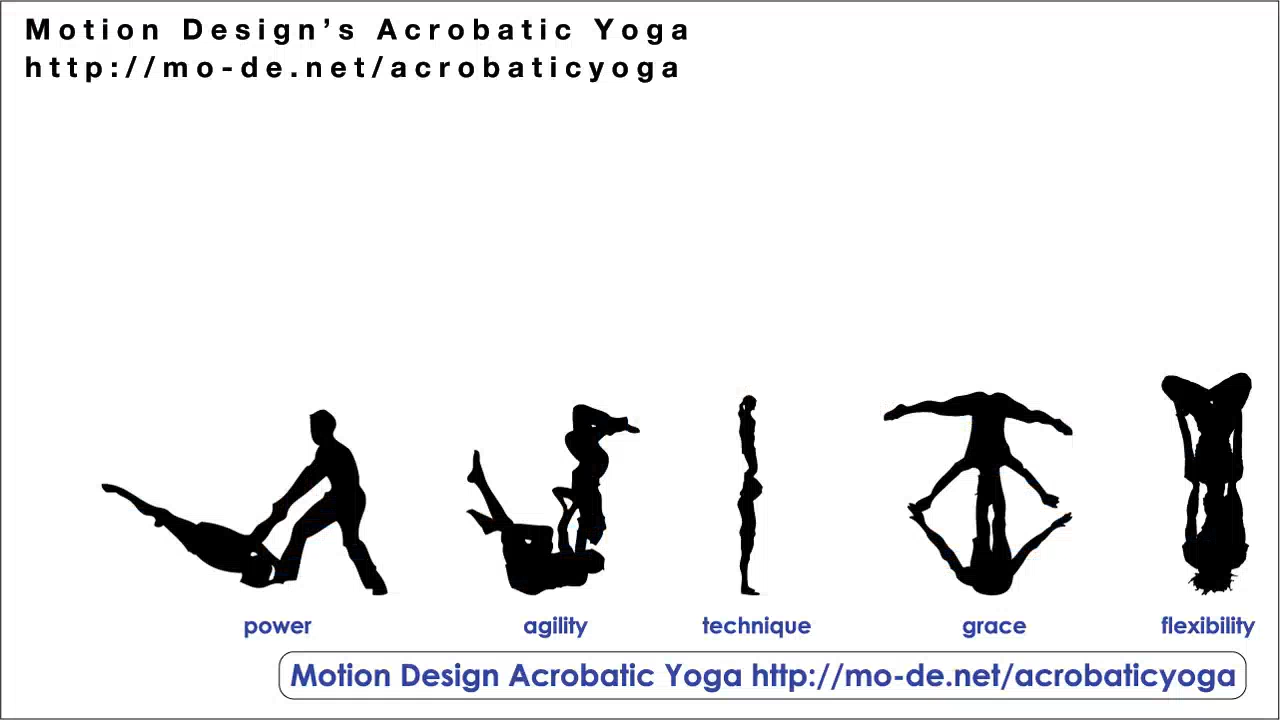 Motion Design’s Acrobatic Yoga
http://mo-de.net/acrobaticyoga
power agility technique grace flexibility
Motion Design Acrobatic Yoga http://mo-de.net/acrobaticyoga